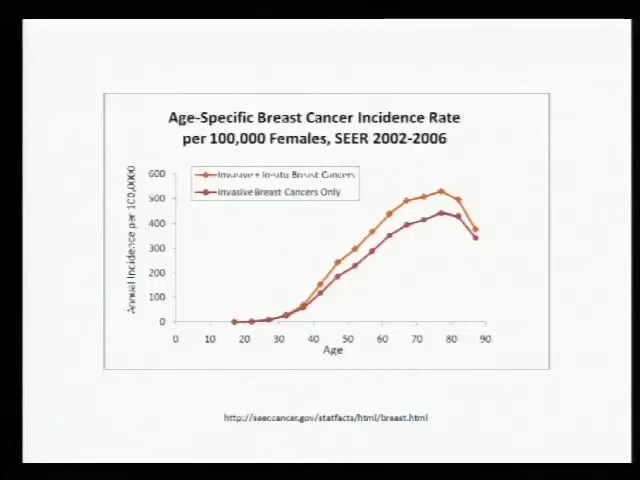 Age-Specific Breast Cancer Incidence Rate
per 100,000 Females, SEER 2002-2006
Invasive + In-situ Breast Cancers
Invasive Breast Cancers Only
Annual Incidence per 100,000
600
500
400
300
200
100
0
0 10 20 30 40 50 60 70 80 90
Age
http://seer.cancer.gov/statfacts/html/breast.html